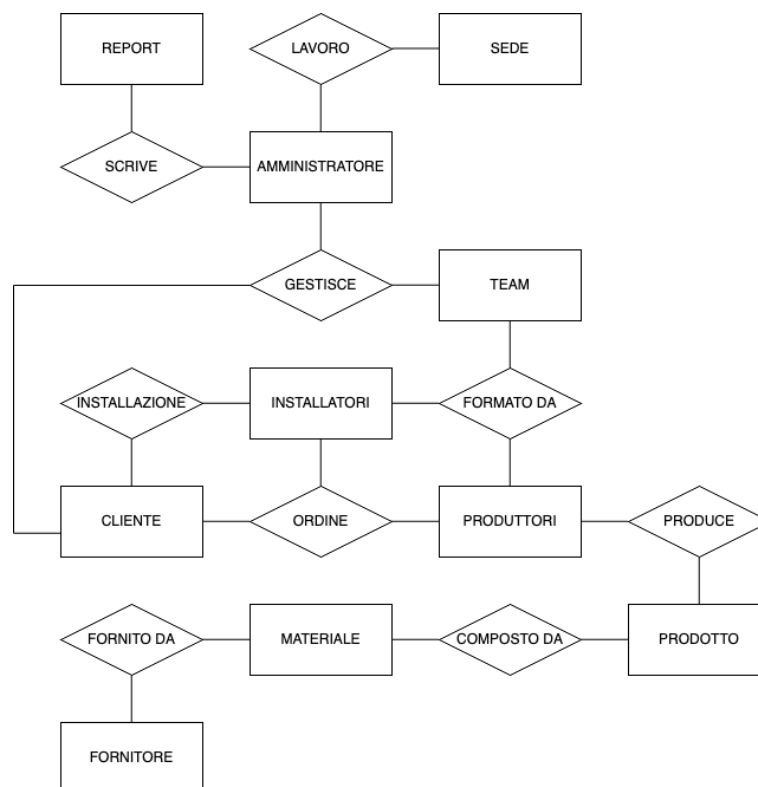 REPORT
LAVORO
SEDE
SCRIVE
AMMINISTRATORE
GESTISCE
TEAM
INSTALLAZIONE
INSTALLATORI
FORMATO DA
CLIENTE
ORDINE
PRODUTTORI
PRODUCE
FORNITO DA
MATERIALE
COMPOSTO DA
PRODOTTO
FORNITORE